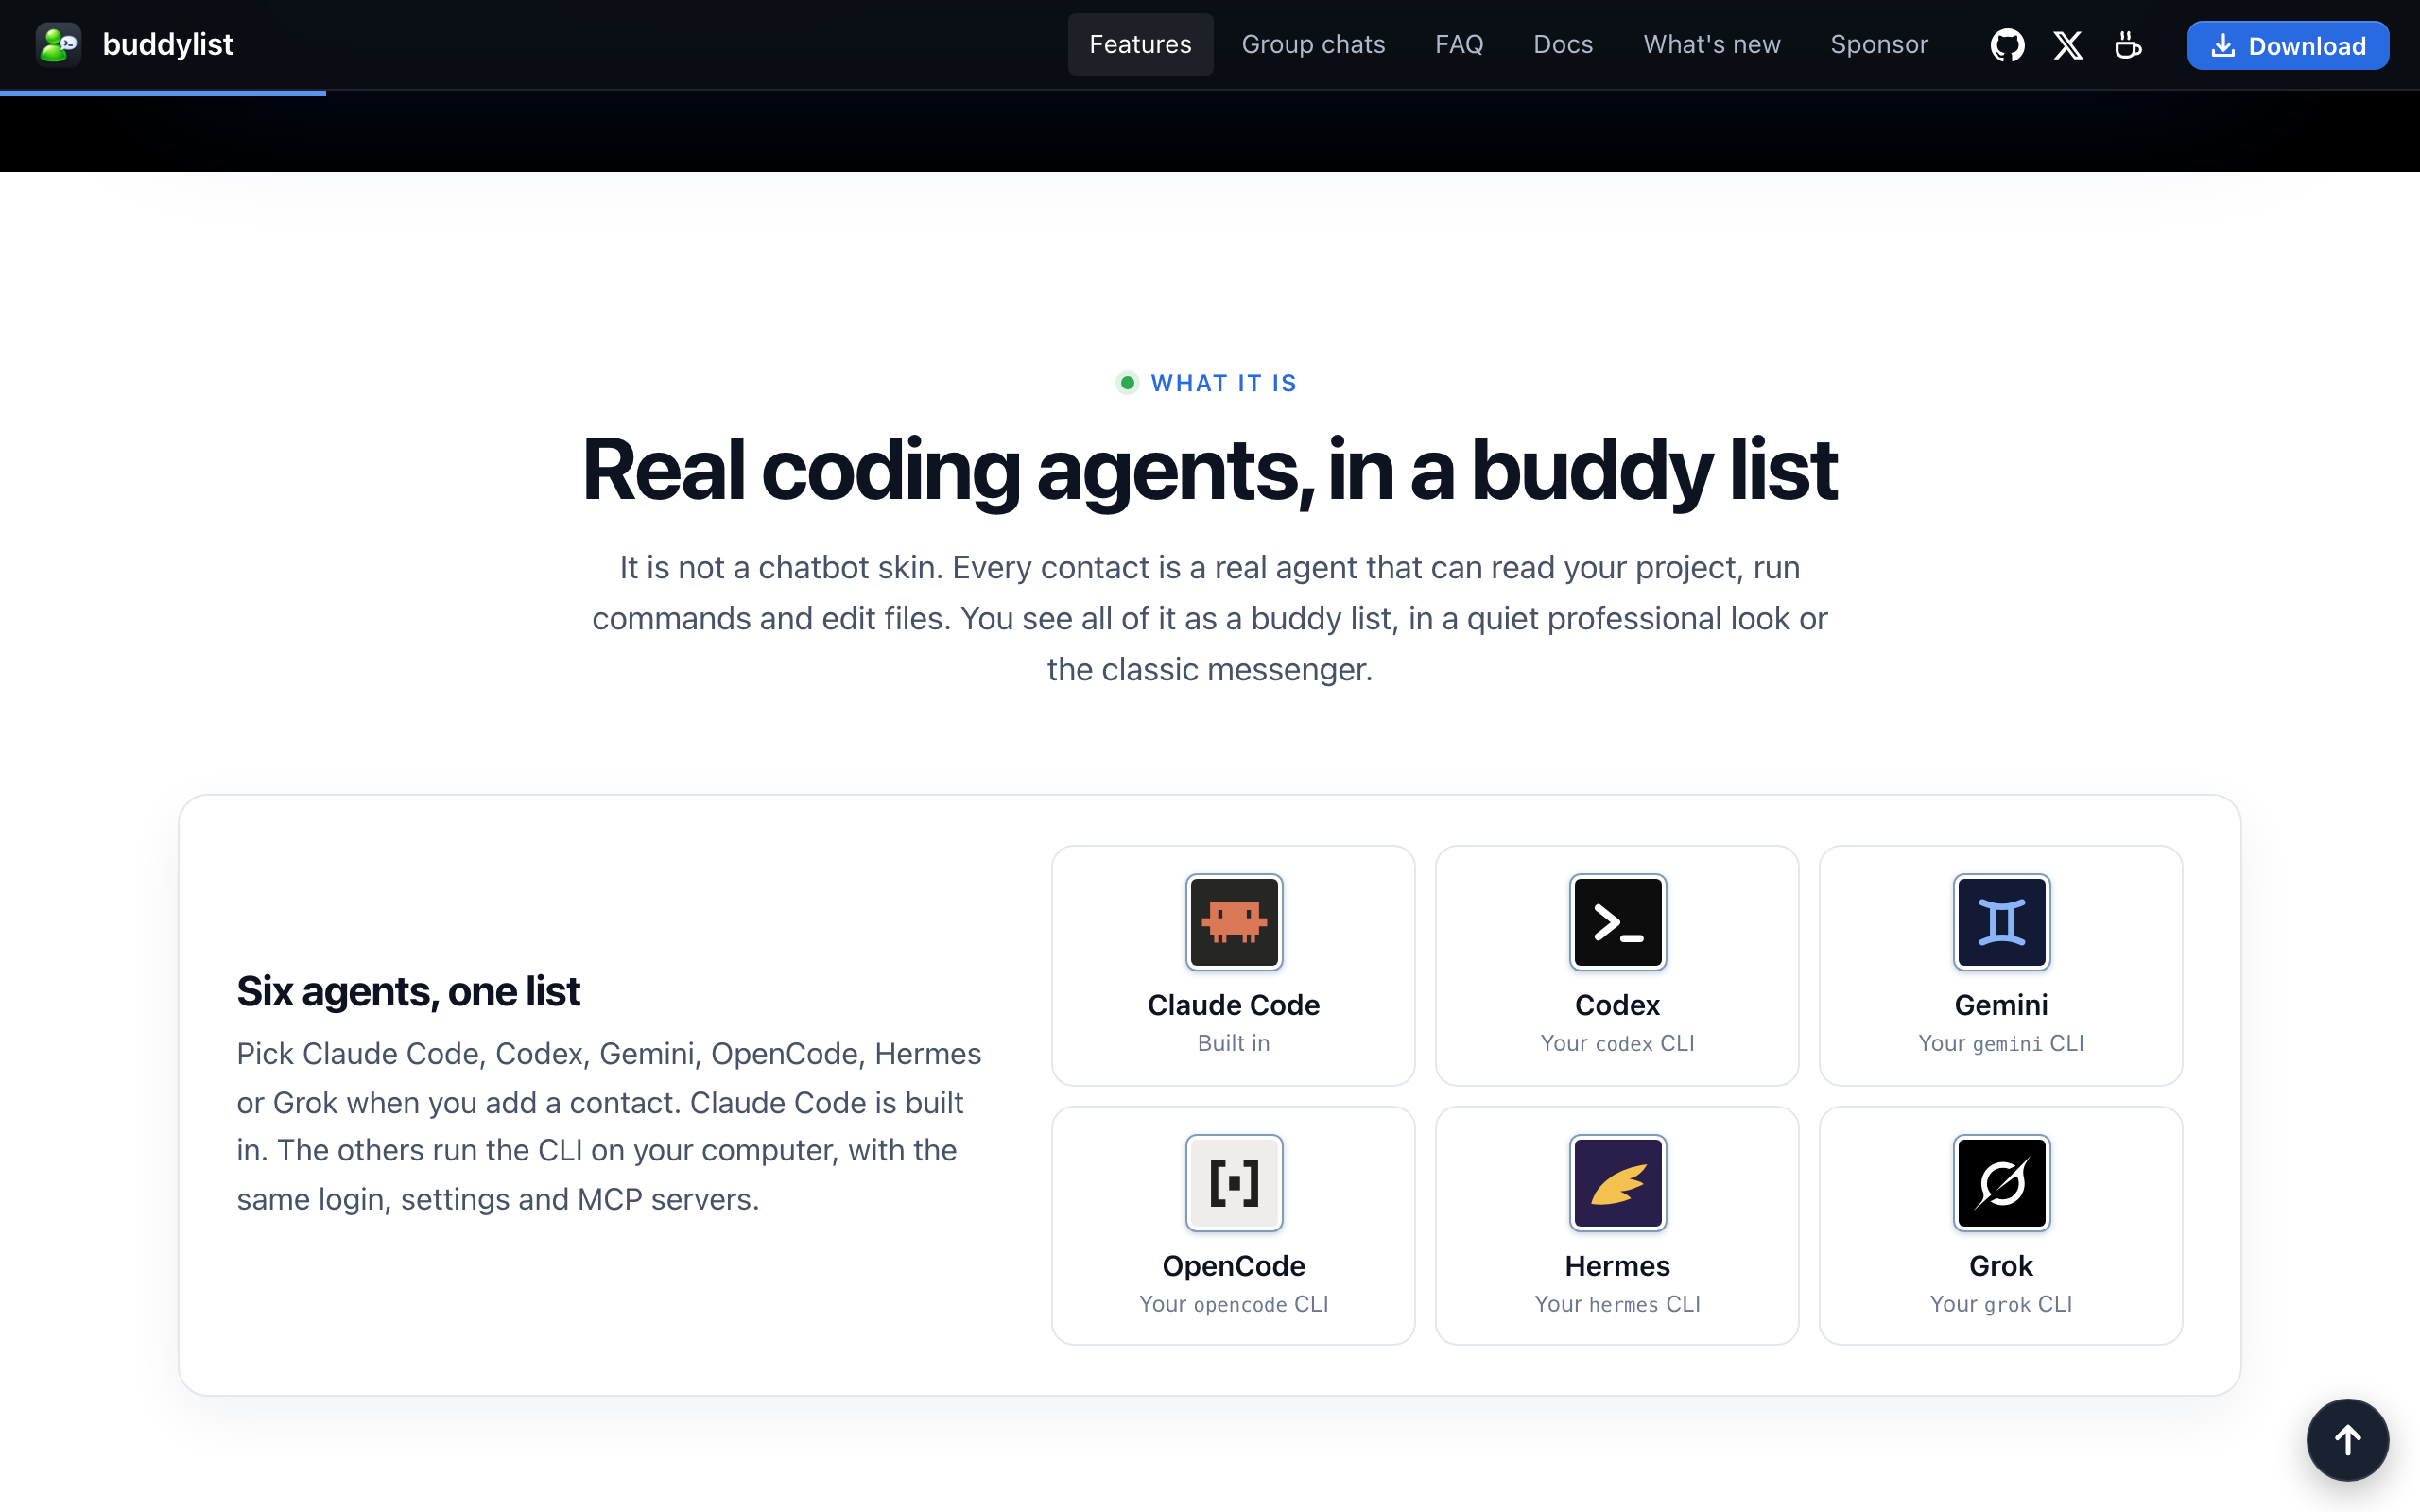 buddylist
Features
Group chats
FAQ
Docs
What's new
Sponsor
Download
WHAT IT IS
Real coding agents, in a buddy list
It is not a chatbot skin. Every contact is a real agent that can read your project, run
commands and edit files. You see all of it as a buddy list, in a quiet professional look or
the classic messenger.
Six agents, one list
Pick Claude Code, Codex, Gemini, OpenCode, Hermes
or Grok when you add a contact. Claude Code is built
in. The others run the CLI on your computer, with the
same login, settings and MCP servers.
Claude Code
Built in
Codex
Your codex CLI
Gemini
Your gemini CLI
OpenCode
Your opencode CLI
Hermes
Your hermes CLI
Grok
Your grok CLI